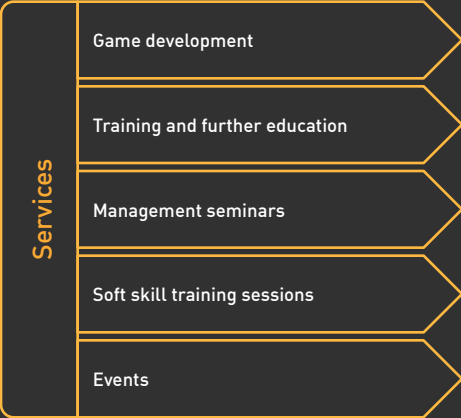 Services
Game development
Training and further education
Management seminars
Soft skill training sessions
Events